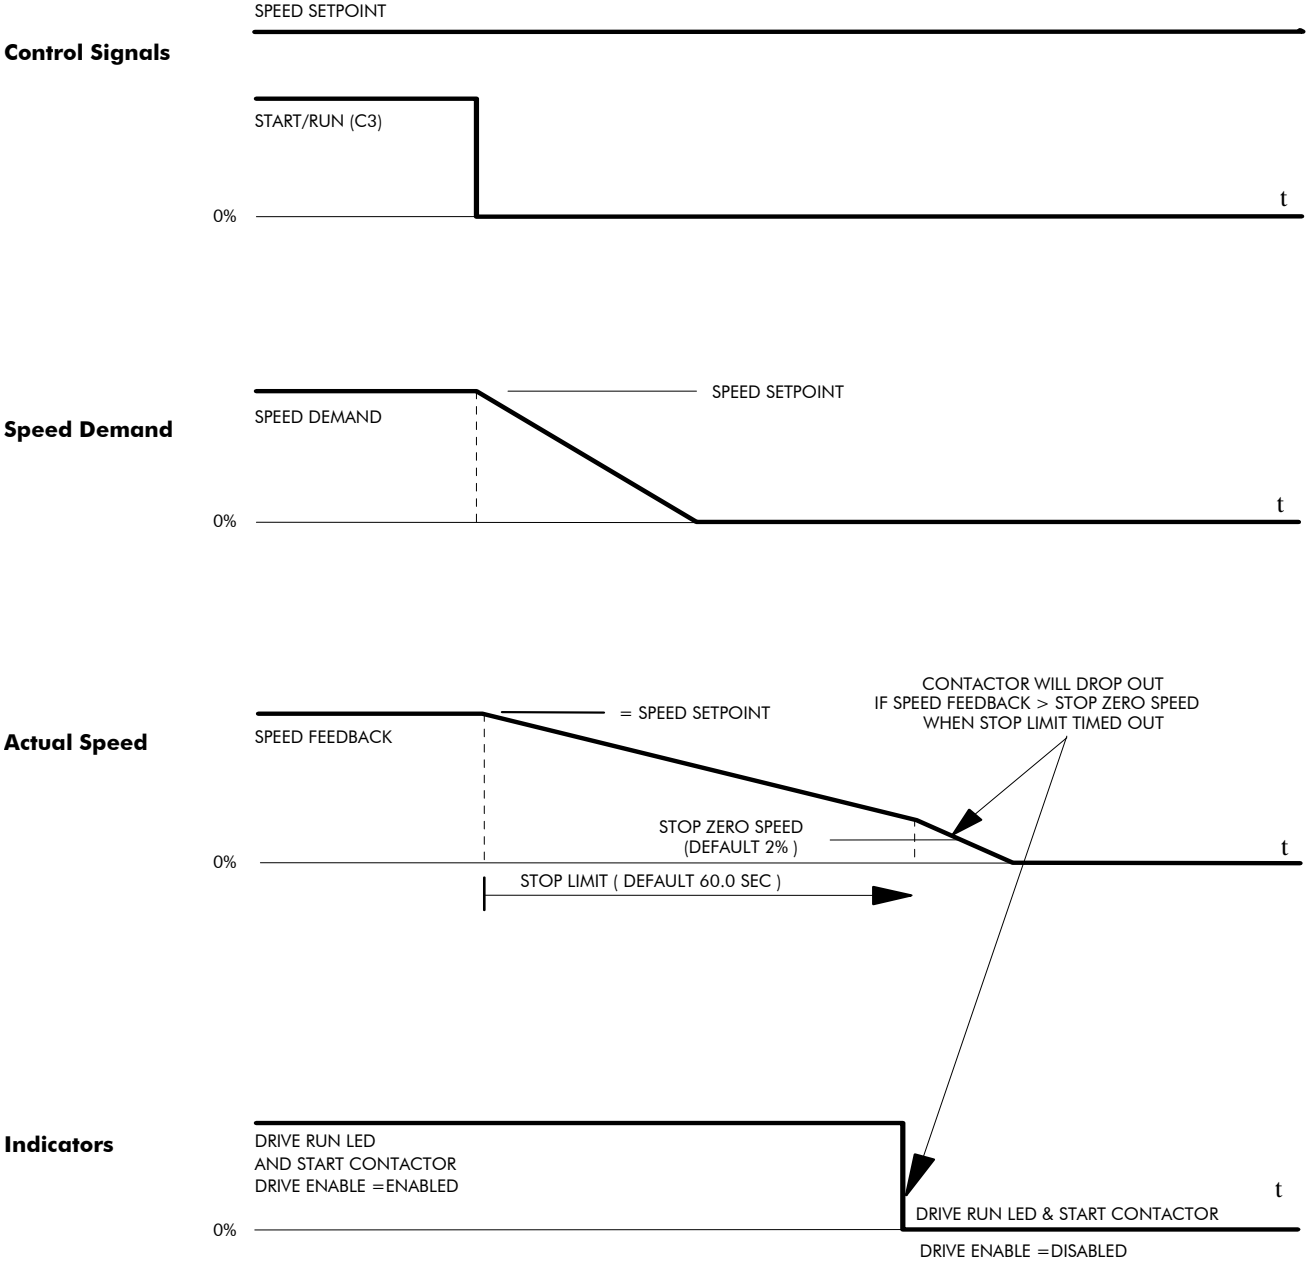 SPEED SETPOINT
Control Signals
START/RUN (C3)
t
0%
SPEED SETPOINT
Speed Demand
SPEED DEMAND
t
0%
CONTACTOR WILL DROP OUT
IF SPEED FEEDBACK > STOP ZERO SPEED
WHEN STOP LIMIT TIMED OUT
= SPEED SETPOINT
Actual Speed
SPEED FEEDBACK
STOP ZERO SPEED
(DEFAULT 2% )
t
0%
STOP LIMIT ( DEFAULT 60.0 SEC )
Indicators
DRIVE RUN LED
AND START CONTACTOR
DRIVE ENABLE =ENABLED
t
DRIVE RUN LED & START CONTACTOR
0%
DRIVE ENABLE =DISABLED